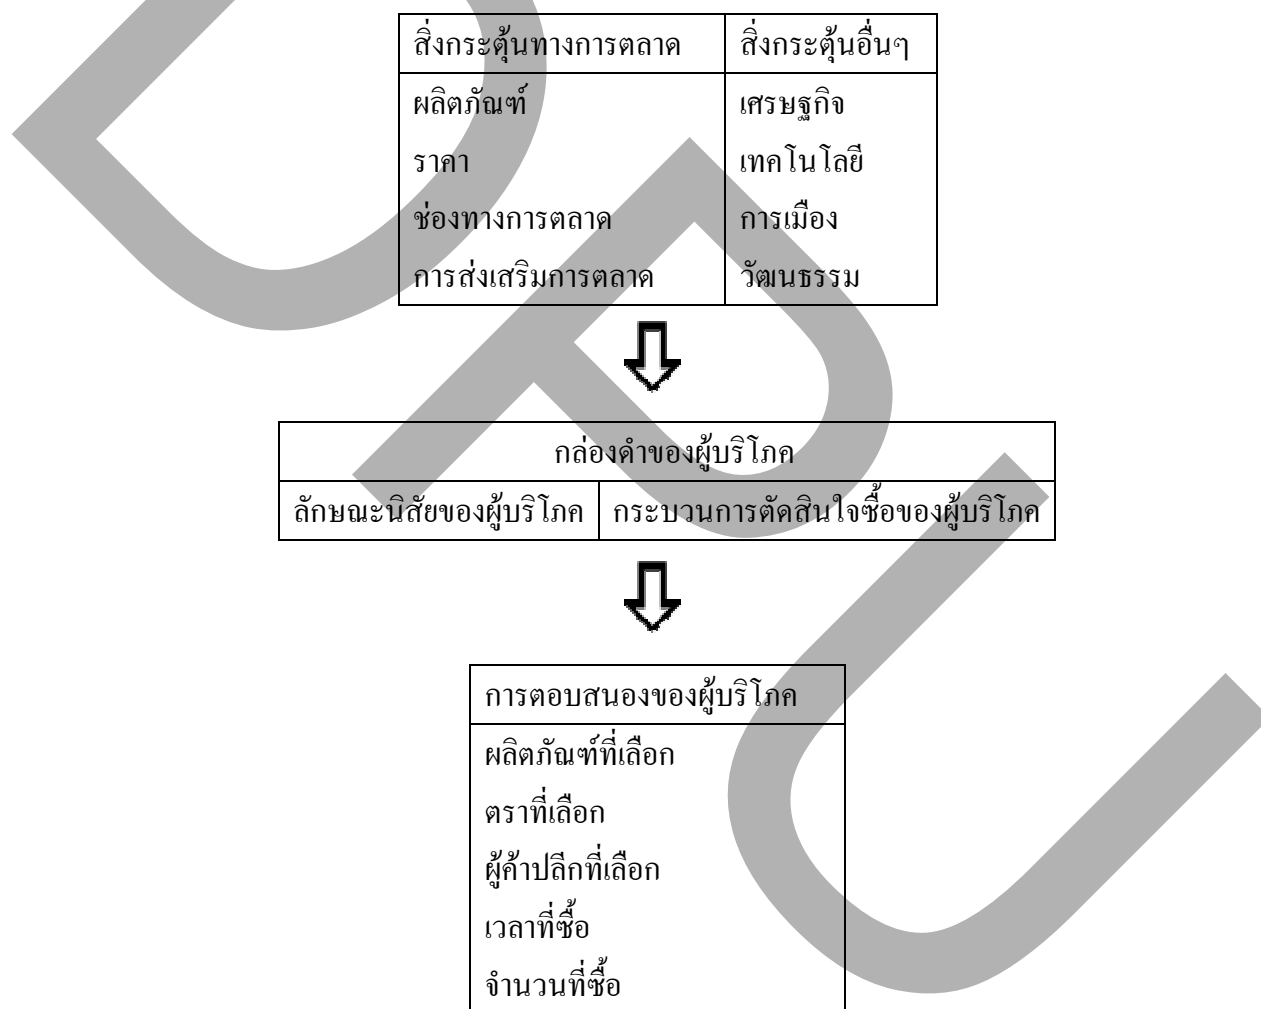 สิ่งกระตุ้นทางการตลาด สิ่งกระตุ้นอื่นๆ
ผลิตภัณฑ์ เศรษฐกิจ
ราคา เทคโนโลยี
ช่องทางการตลาด การเมือง
การส่งเสริมการตลาด วัฒนธรรม
กล่องดำของผู้บริโภค
ลักษณะนิสัยของผู้บริโภค กระบวนการตัดสินใจซื้อของผู้บริโภค
การตอบสนองของผู้บริโภค
ผลิตภัณฑ์ที่เลือก
ตราที่เลือก
ผู้ค้าปลีกที่เลือก
เวลาที่ซื้อ
จำนวนที่ซื้อ
DPU